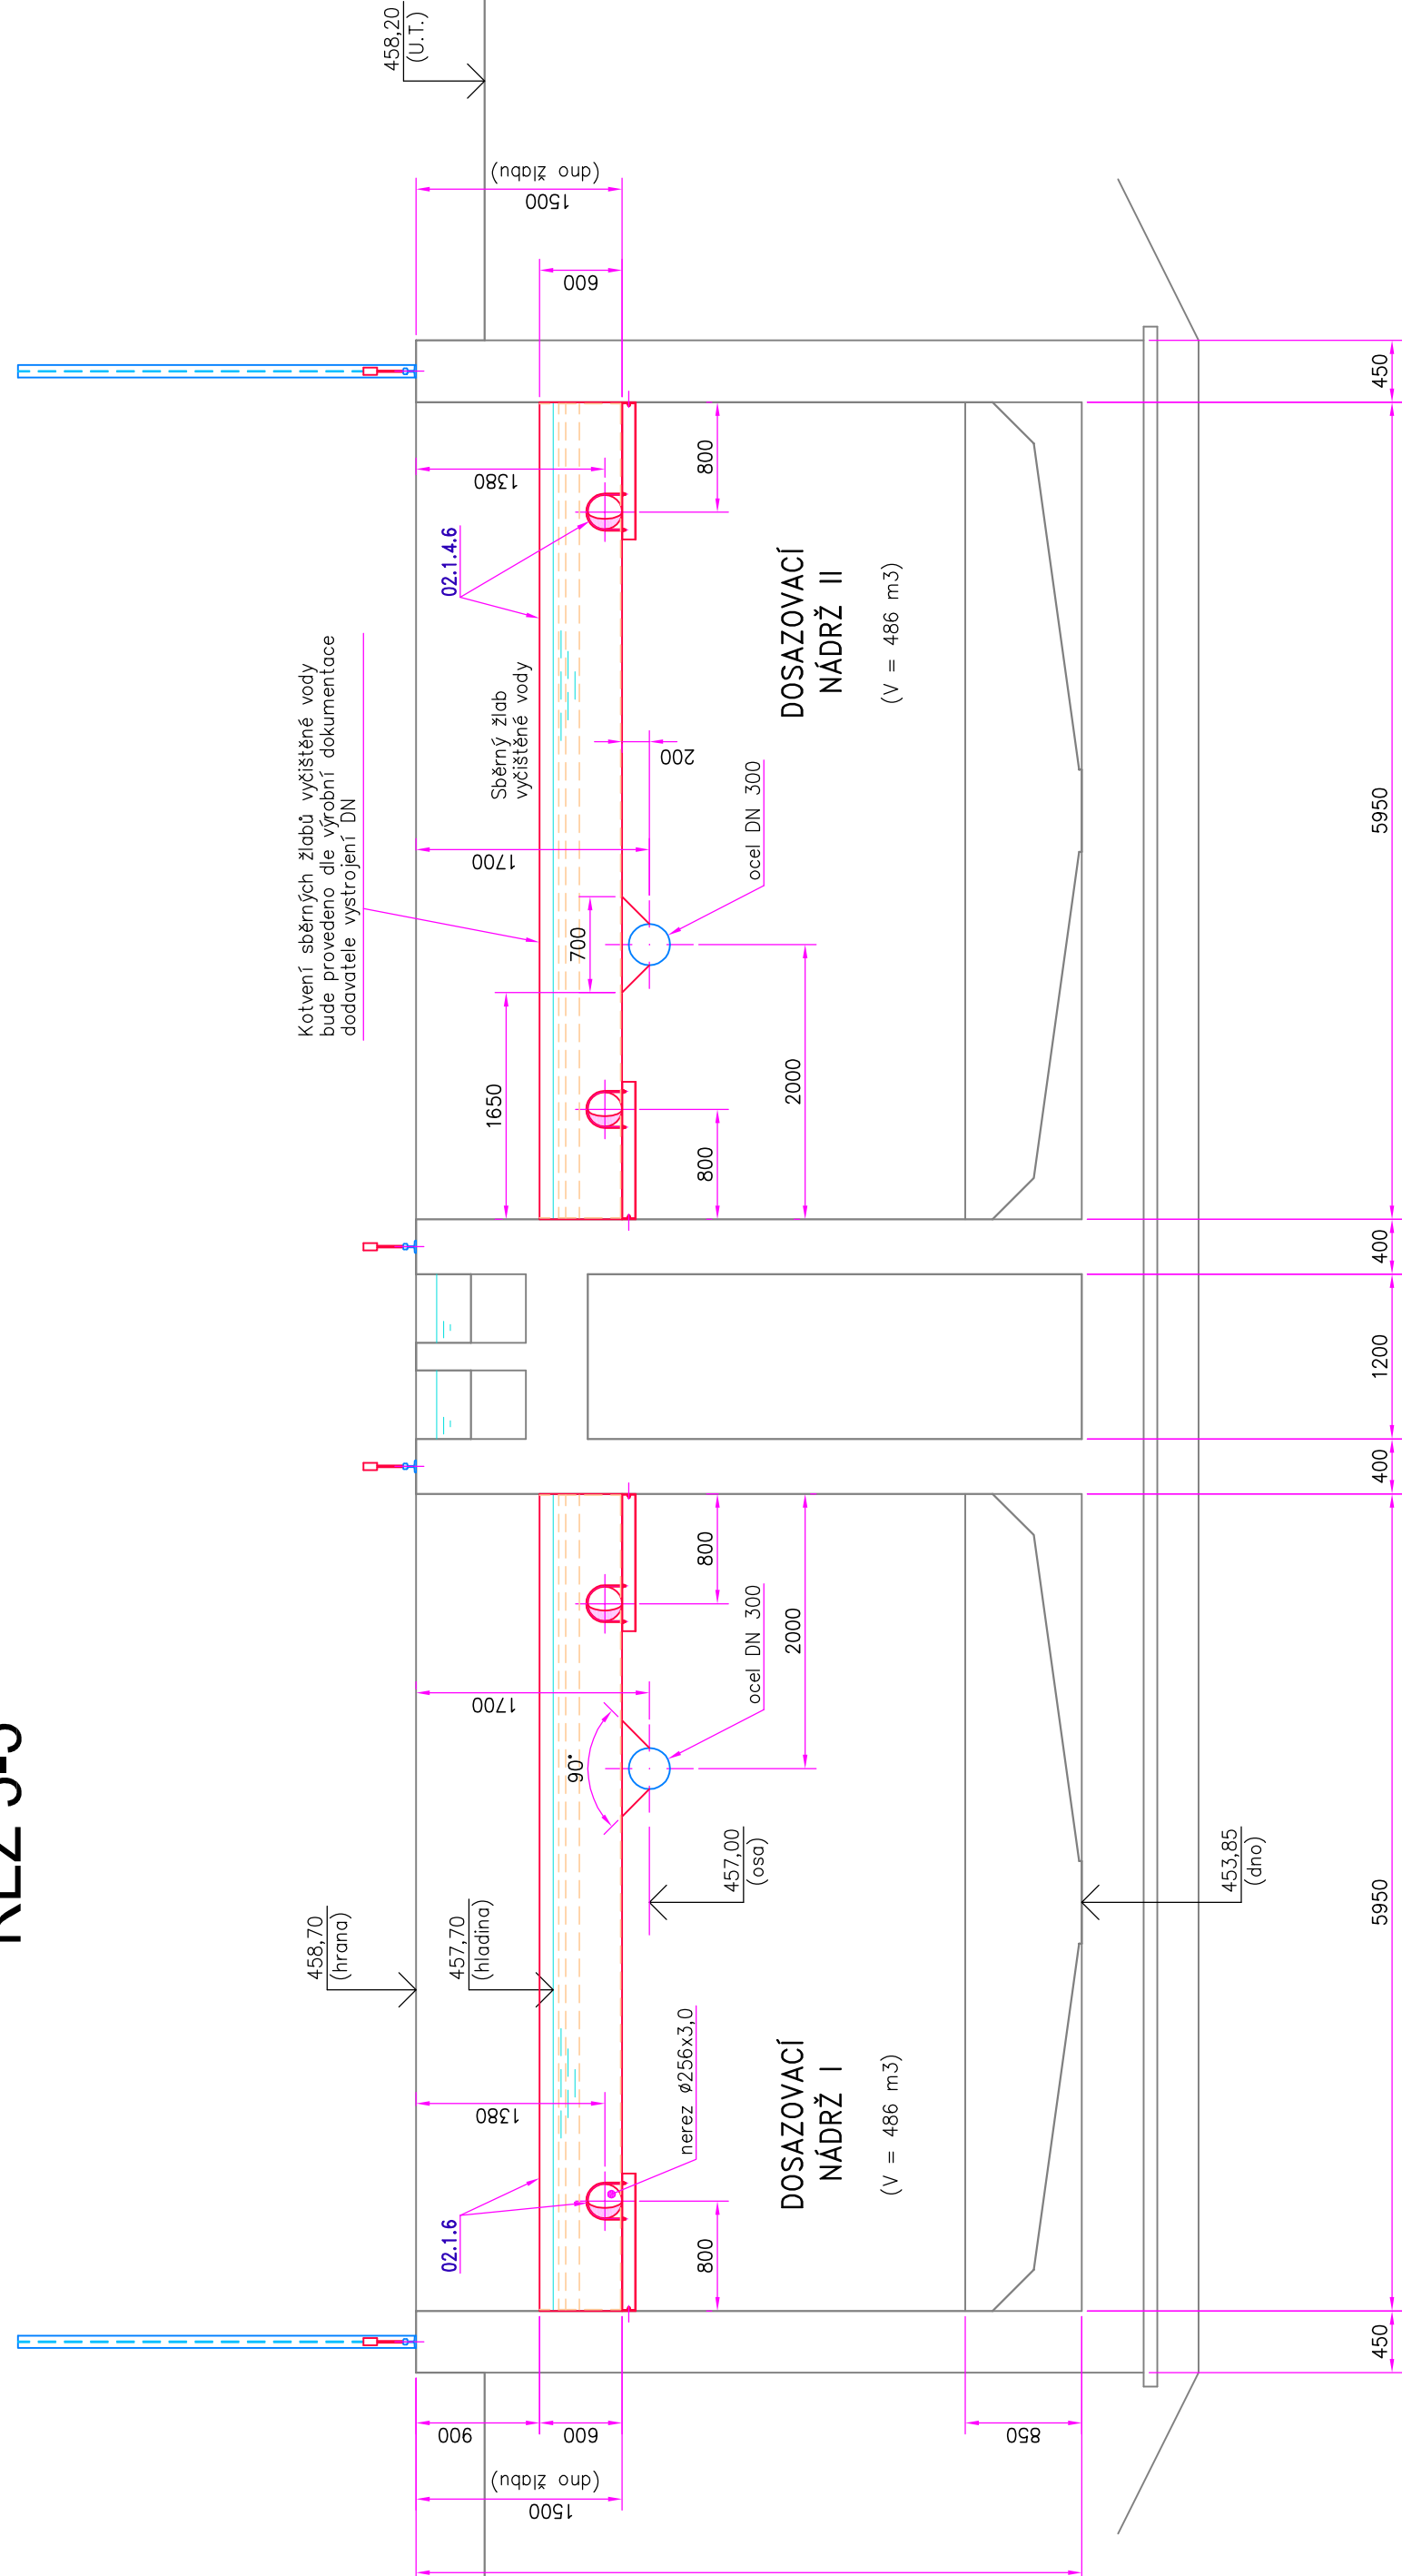 458,20
(U.T.)
1500
(dno žlabu)
600
450
1380
800
02.1.4.6
Kotvení sběrných žlabů vyčištěné vody
bude provedeno dle výrobní dokumentace
dodavatele vystrojení DN
Sběrný žlab
vyčištěné vody
DOSAZOVACÍ
NÁDRŽ II
(V = 486 m3)
200
1700
ocel DN 300
700
5950
1650
2000
800
400
1200
400
800
2000
ocel DN 300
1700
90°
457,00
(osa)
453,85
(dno)
458,70
(hrana)
457,70
(hladina)
5950
1380
nerez ø256x3,0
DOSAZOVACÍ
NÁDRŽ I
(V = 486 m3)
02.1.6
800
450
900
600
850
(dno žlabu)
1500